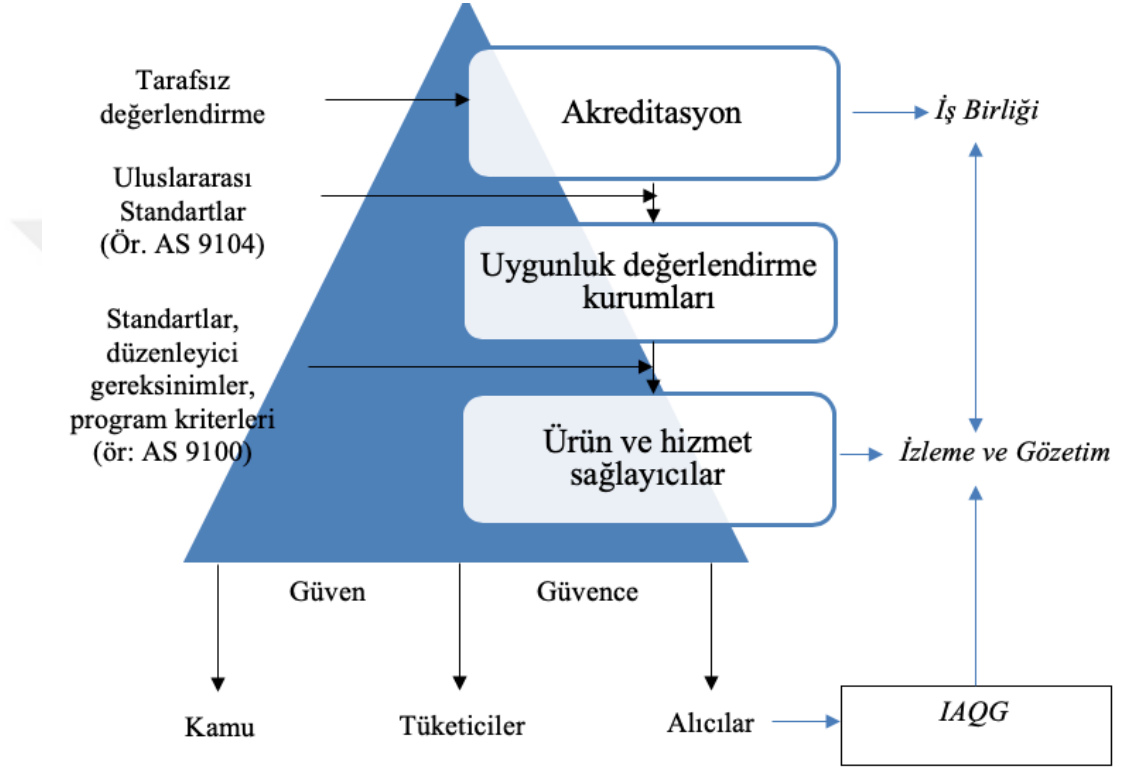 Tarafsız
değerlendirme
Akreditasyon
İş Birliği
Uluslararası
Standartlar
(Ör. AS 9104)
Uygunluk değerlendirme
kurumları
Standartlar,
düzenleyici
gereksinimler,
program kriterleri
(ör: AS 9100)
Ürün ve hizmet
sağlayıcılar
İzleme ve Gözetim
Güven
Güvence
Kamu
Tüketiciler
Alıcılar
IAQG